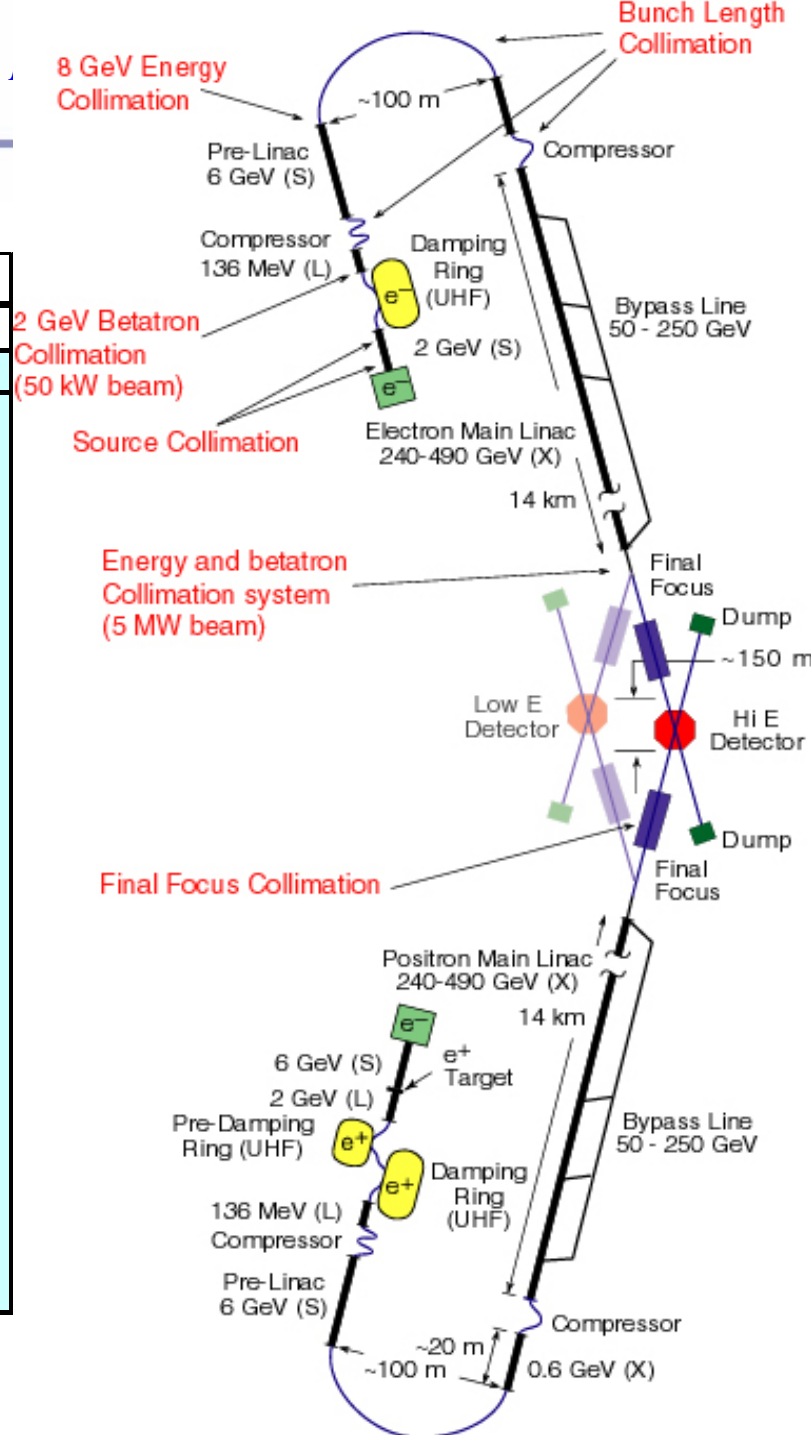 Bunch Length
Collimation
8 GeV Energy
Collimation
~100 m
Pre-Linac
6 GeV (S)
Compressor
Compressor
136 MeV (L)
Damping
Ring
(UHF)
e⁻
2 GeV Betatron
Collimation
(50 kW beam)
2 GeV (S)
e⁻
Bypass Line
50 - 250 GeV
Source Collimation
Electron Main Linac
240-490 GeV (X)
14 km
Energy and betatron
Collimation system
(5 MW beam)
Final
Focus
Dump
~150 m
Low E
Detector
Hi E
Detector
Dump
Final Focus Collimation
Final
Focus
Positron Main Linac
240-490 GeV (X)
14 km
e⁻
6 GeV (S)
e⁺
Target
2 GeV (L)
Pre-Damping
Ring (UHF)
e⁺
e⁺
Damping
Ring
(UHF)
Bypass Line
50 - 250 GeV
136 MeV (L)
Compressor
Pre-Linac
6 GeV (S)
Compressor
~20 m
~100 m
0.6 GeV (X)